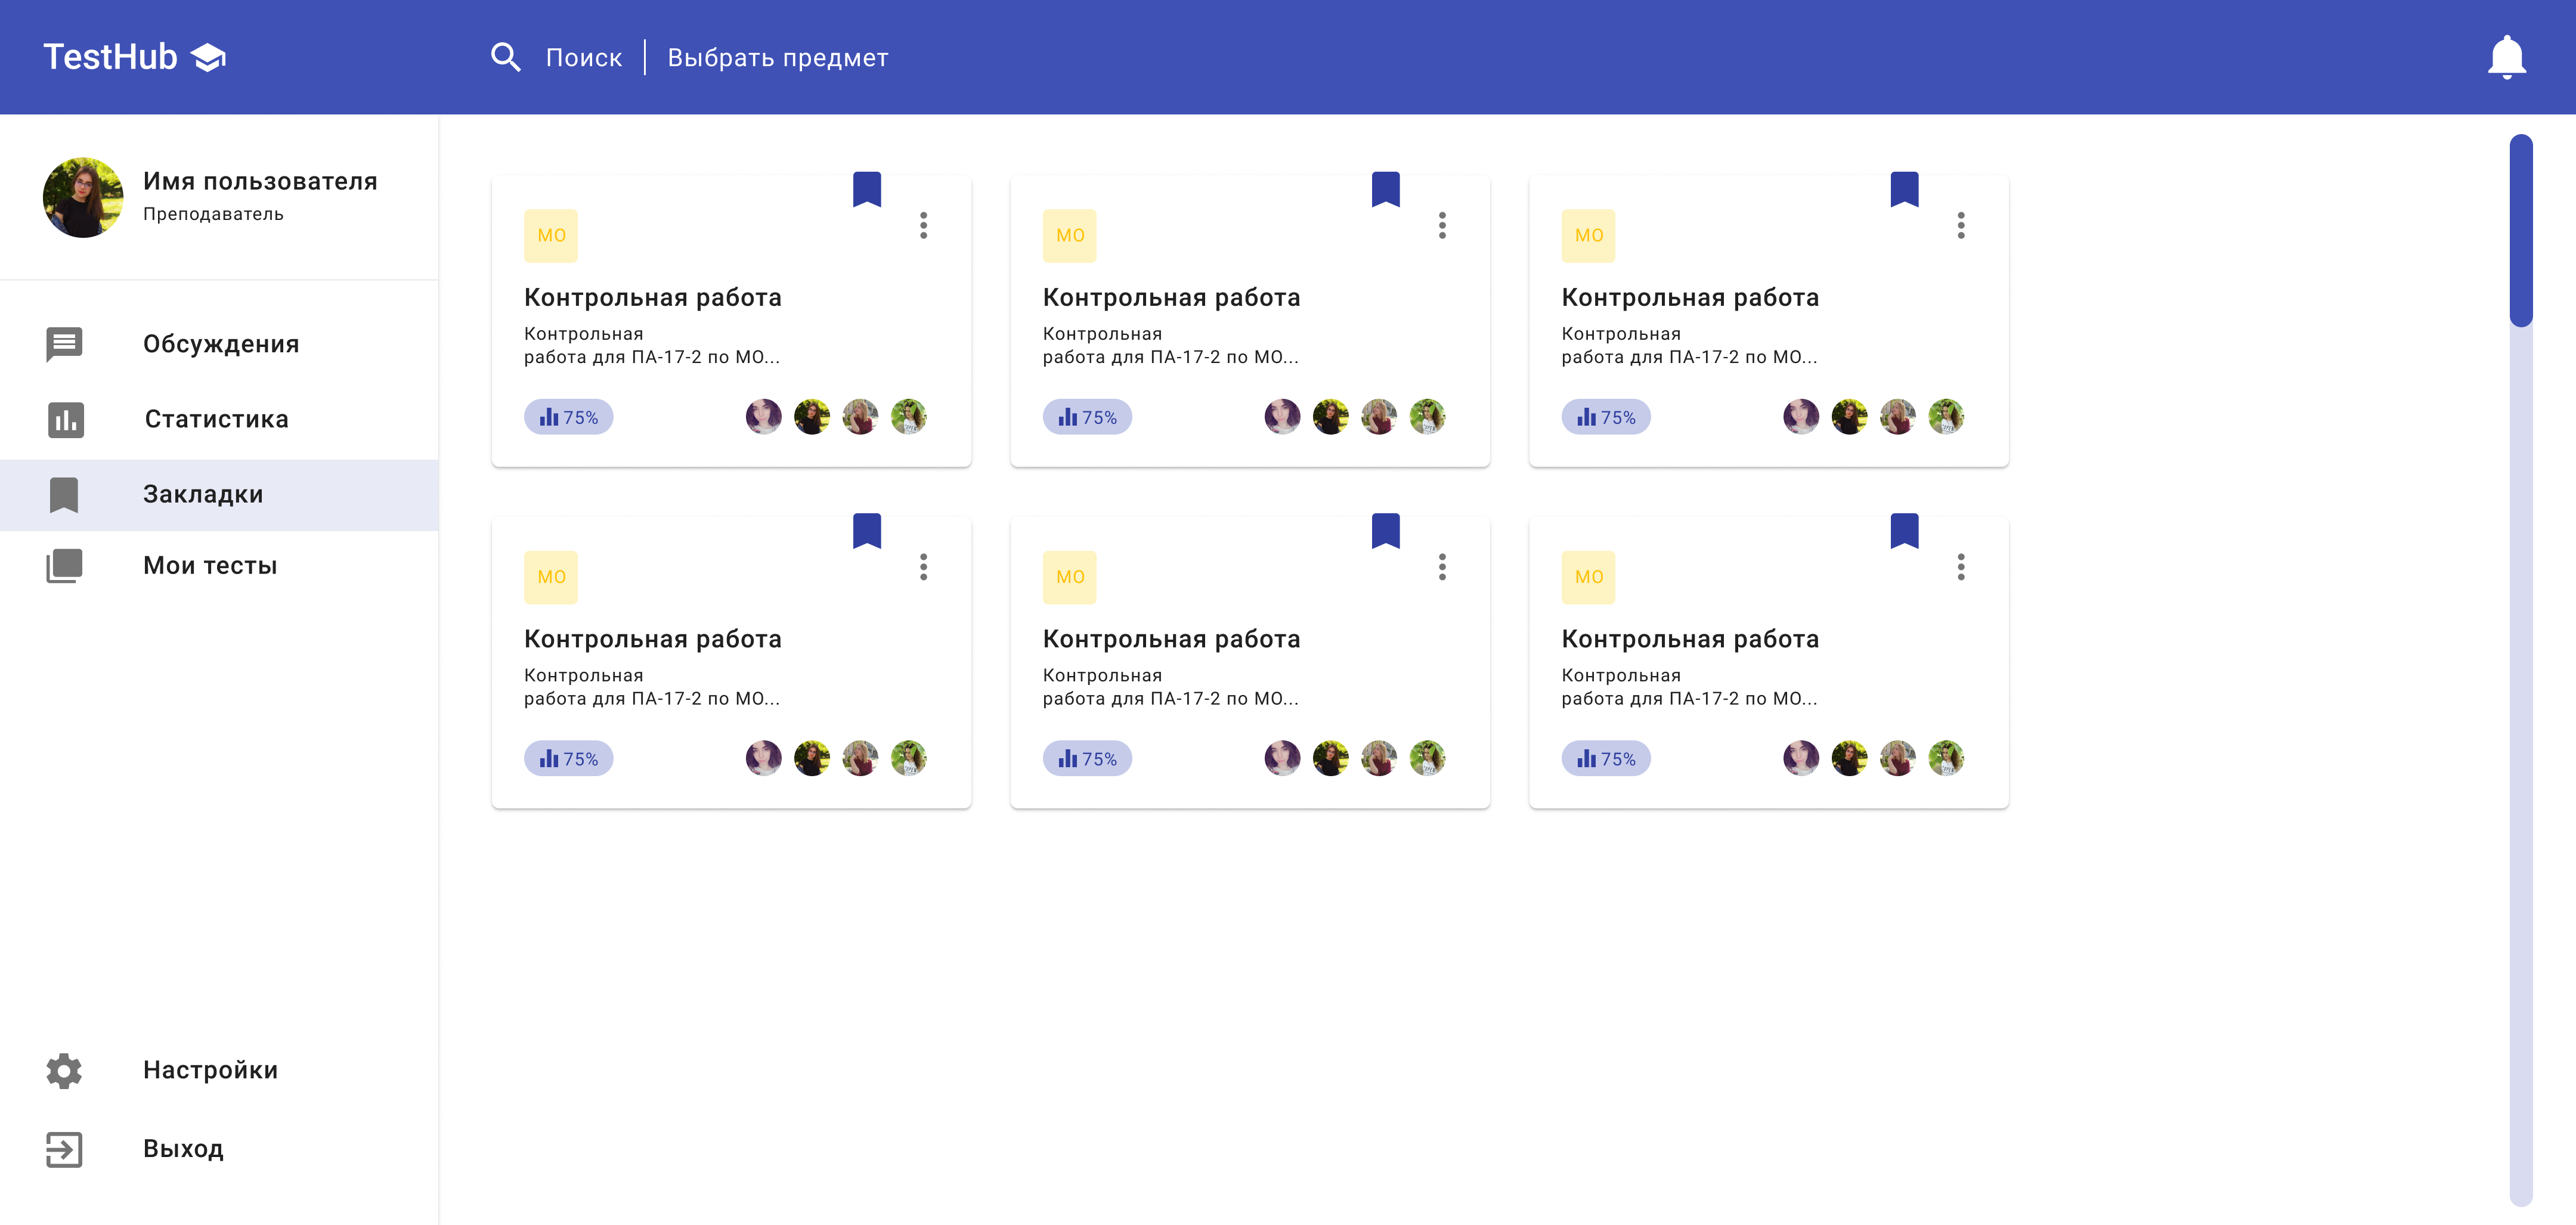 TestHub
Поиск
Выбрать предмет
Имя пользователя
Преподаватель
Обсуждения
Статистика
Закладки
Мои тесты
Настройки
Выход
МО
Контрольная работа
Контрольная
работа для ПА-17-2 по МО...
75%
МО
Контрольная работа
Контрольная
работа для ПА-17-2 по МО...
75%
МО
Контрольная работа
Контрольная
работа для ПА-17-2 по МО...
75%
МО
Контрольная работа
Контрольная
работа для ПА-17-2 по МО...
75%
МО
Контрольная работа
Контрольная
работа для ПА-17-2 по МО...
75%
МО
Контрольная работа
Контрольная
работа для ПА-17-2 по МО...
75%